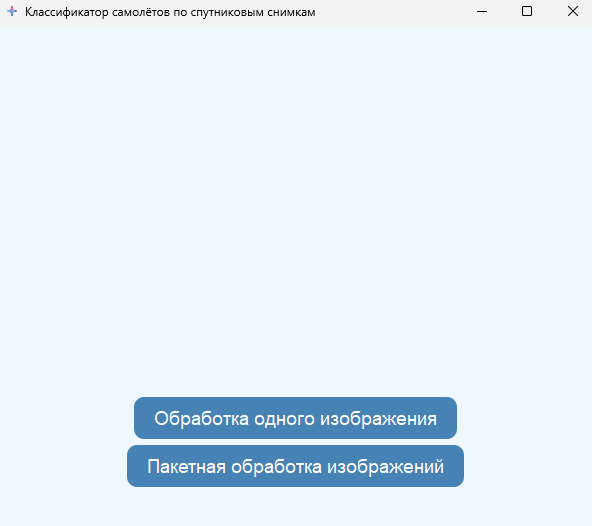 Классификатор самолётов по спутниковым снимкам
Обработка одного изображения
Пакетная обработка изображений